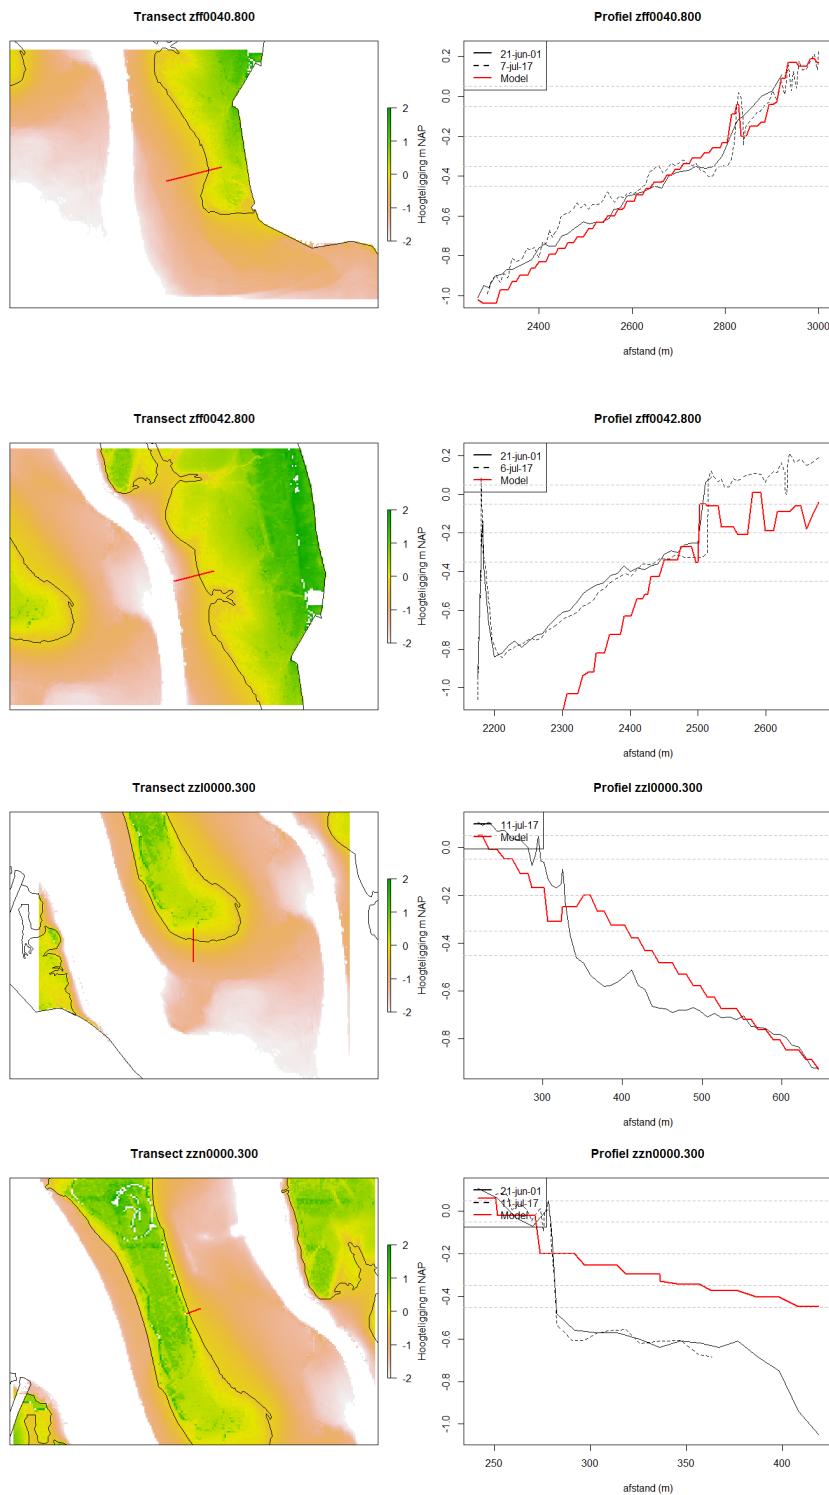 Transect zff0040.800
Profiel zff0040.800
2
1
0
-1
-2
Hoogteligging m NAP
0.2
0.0
-0.2
-0.4
-0.6
-0.8
-1.0
21-jun-01
7-jul-17
Model
2400 2600 2800 3000
afstand (m)
Transect zff0042.800
Profiel zff0042.800
2
1
0
-1
-2
Hoogteligging m NAP
0.2
0.0
-0.2
-0.4
-0.6
-0.8
-1.0
21-jun-01
6-jul-17
Model
2200 2300 2400 2500 2600
afstand (m)
Transect zzl0000.300
Profiel zzl0000.300
2
1
0
-1
-2
Hoogteligging m NAP
0.0
-0.2
-0.4
-0.6
-0.8
11-jul-17
Model
300 400 500 600
afstand (m)
Transect zzn0000.300
Profiel zzn0000.300
2
1
0
-1
-2
Hoogteligging m NAP
0.0
-0.2
-0.4
-0.6
-0.8
-1.0
21-jun-01
11-jul-17
Model
250 300 350 400
afstand (m)